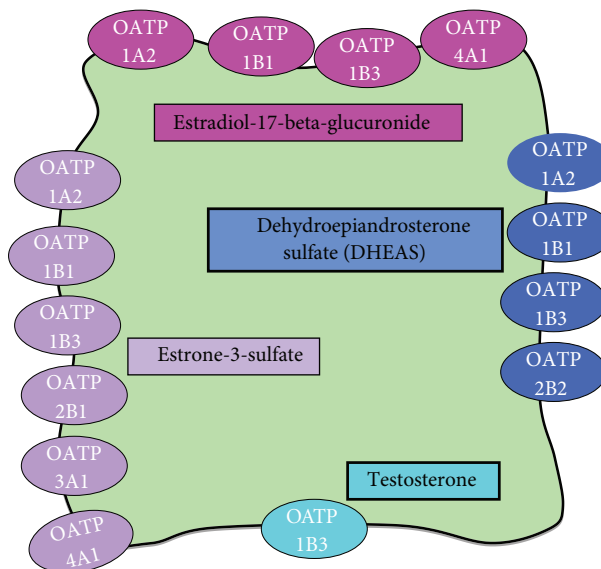 OATP
1A2
OATP
1B1
OATP
1B3
OATP
4A1
Estradiol-17-beta-glucuronide
OATP
1A2
OATP
1B1
OATP
1B3
OATP
2B1
OATP
3A1
OATP
4A1
Dehydroepiandrosterone
sulfate (DHEAS)
OATP
1A2
OATP
1B1
OATP
1B3
OATP
2B2
Estrone-3-sulfate
Testosterone
OATP
1B3